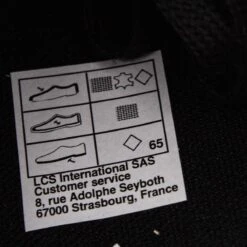 65
LCS International SAS
Customer service
8, rue Adolphe Seyboth
67000 Strasbourg, France